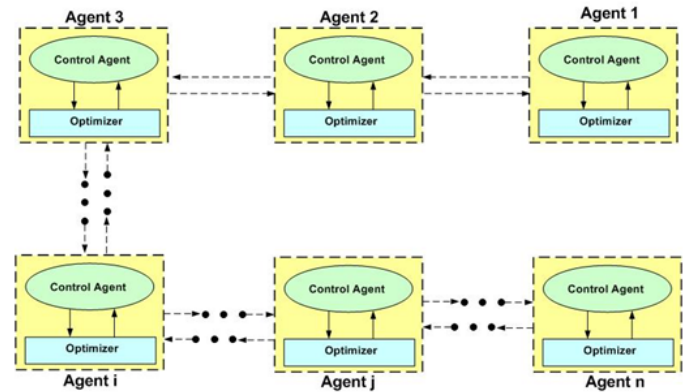 Agent 3
Agent 2
Agent 1
Control Agent
Control Agent
Control Agent
Optimizer
Optimizer
Optimizer
Control Agent
Control Agent
Control Agent
Optimizer
Optimizer
Optimizer
Agent i
Agent j
Agent n